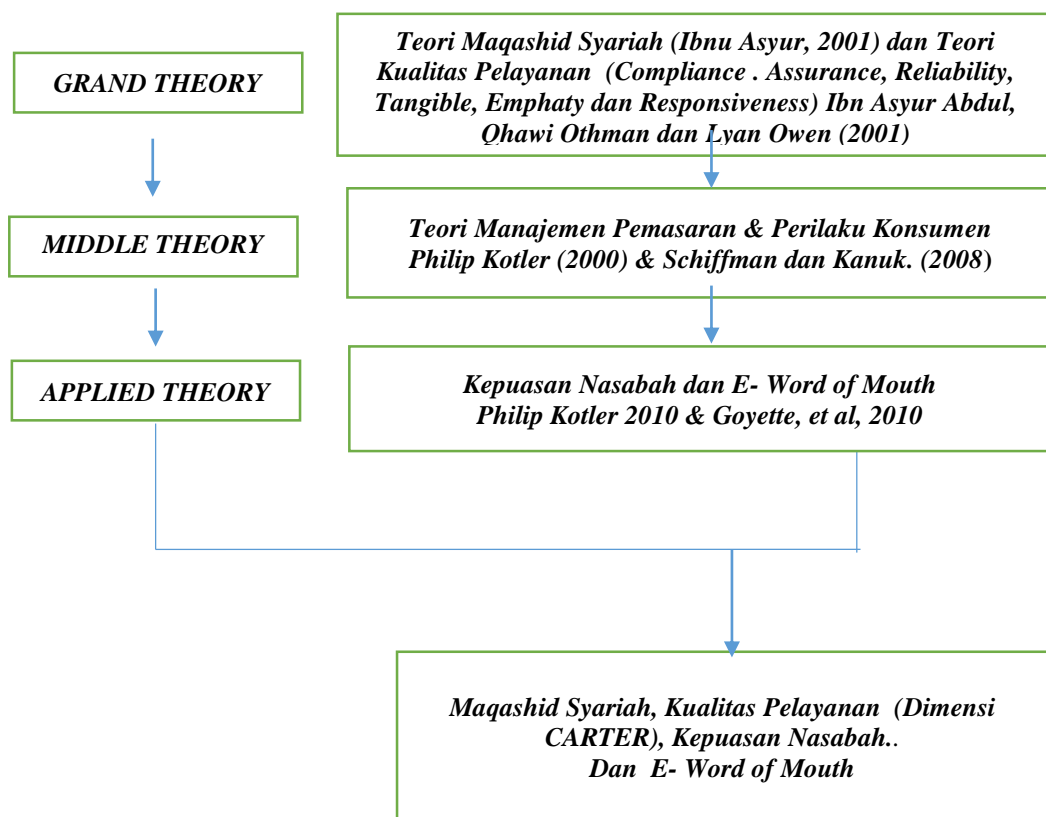 GRAND THEORY
Teori Maqashid Syariah (Ibnu Asyur, 2001) dan Teori
Kualitas Pelayanan (Compliance . Assurance, Reliability,
Tangible, Emphaty dan Responsiveness) Ibn Asyur Abdul,
Qhawi Othman dan Lyan Owen (2001)
MIDDLE THEORY
Teori Manajemen Pemasaran & Perilaku Konsumen
Philip Kotler (2000) & Schiffman dan Kanuk. (2008)
APPLIED THEORY
Kepuasan Nasabah dan E- Word of Mouth
Philip Kotler 2010 & Goyette, et al, 2010
Maqashid Syariah, Kualitas Pelayanan (Dimensi
CARTER), Kepuasan Nasabah..
Dan E- Word of Mouth